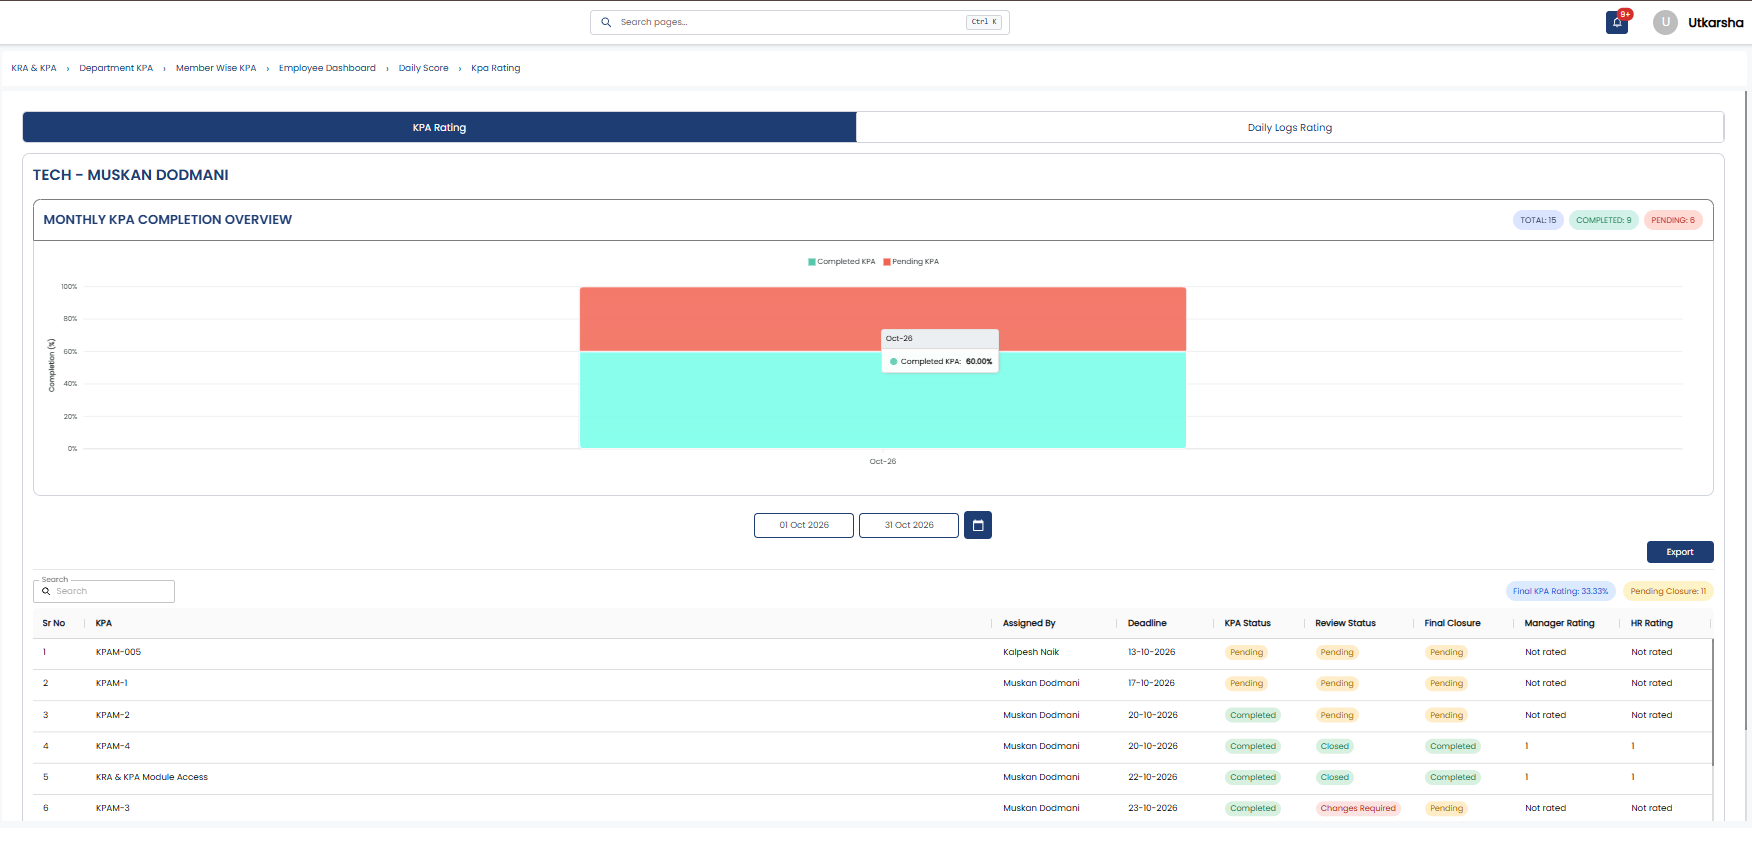 Search pages... Ctrl K 9+ U Utkarsha
KRA & KPA › Department KPA › Member Wise KPA › Employee Dashboard › Daily Score › Kpa Rating
KPA Rating Daily Logs Rating
TECH - MUSKAN DODMANI
MONTHLY KPA COMPLETION OVERVIEW TOTAL: 15 COMPLETED: 9 PENDING: 6
Completed KPA Pending KPA
Completion (%)
100%
80%
60%
40%
20%
0%
Oct-26
Completed KPA: 60.00%
Oct-26
01 Oct 2026 31 Oct 2026
Export
Search
Search Final KPA Rating: 33.33% Pending Closure: 11
Sr No KPA Assigned By Deadline KPA Status Review Status Final Closure Manager Rating HR Rating
1 KPAM-005 Kalpesh Naik 13-10-2026 Pending Pending Pending Not rated Not rated
2 KPAM-1 Muskan Dodmani 17-10-2026 Pending Pending Pending Not rated Not rated
3 KPAM-2 Muskan Dodmani 20-10-2026 Completed Pending Pending Not rated Not rated
4 KPAM-4 Muskan Dodmani 20-10-2026 Completed Closed Completed 1 1
5 KRA & KPA Module Access Muskan Dodmani 22-10-2026 Completed Closed Completed 1 1
6 KPAM-3 Muskan Dodmani 23-10-2026 Completed Changes Required Pending Not rated Not rated